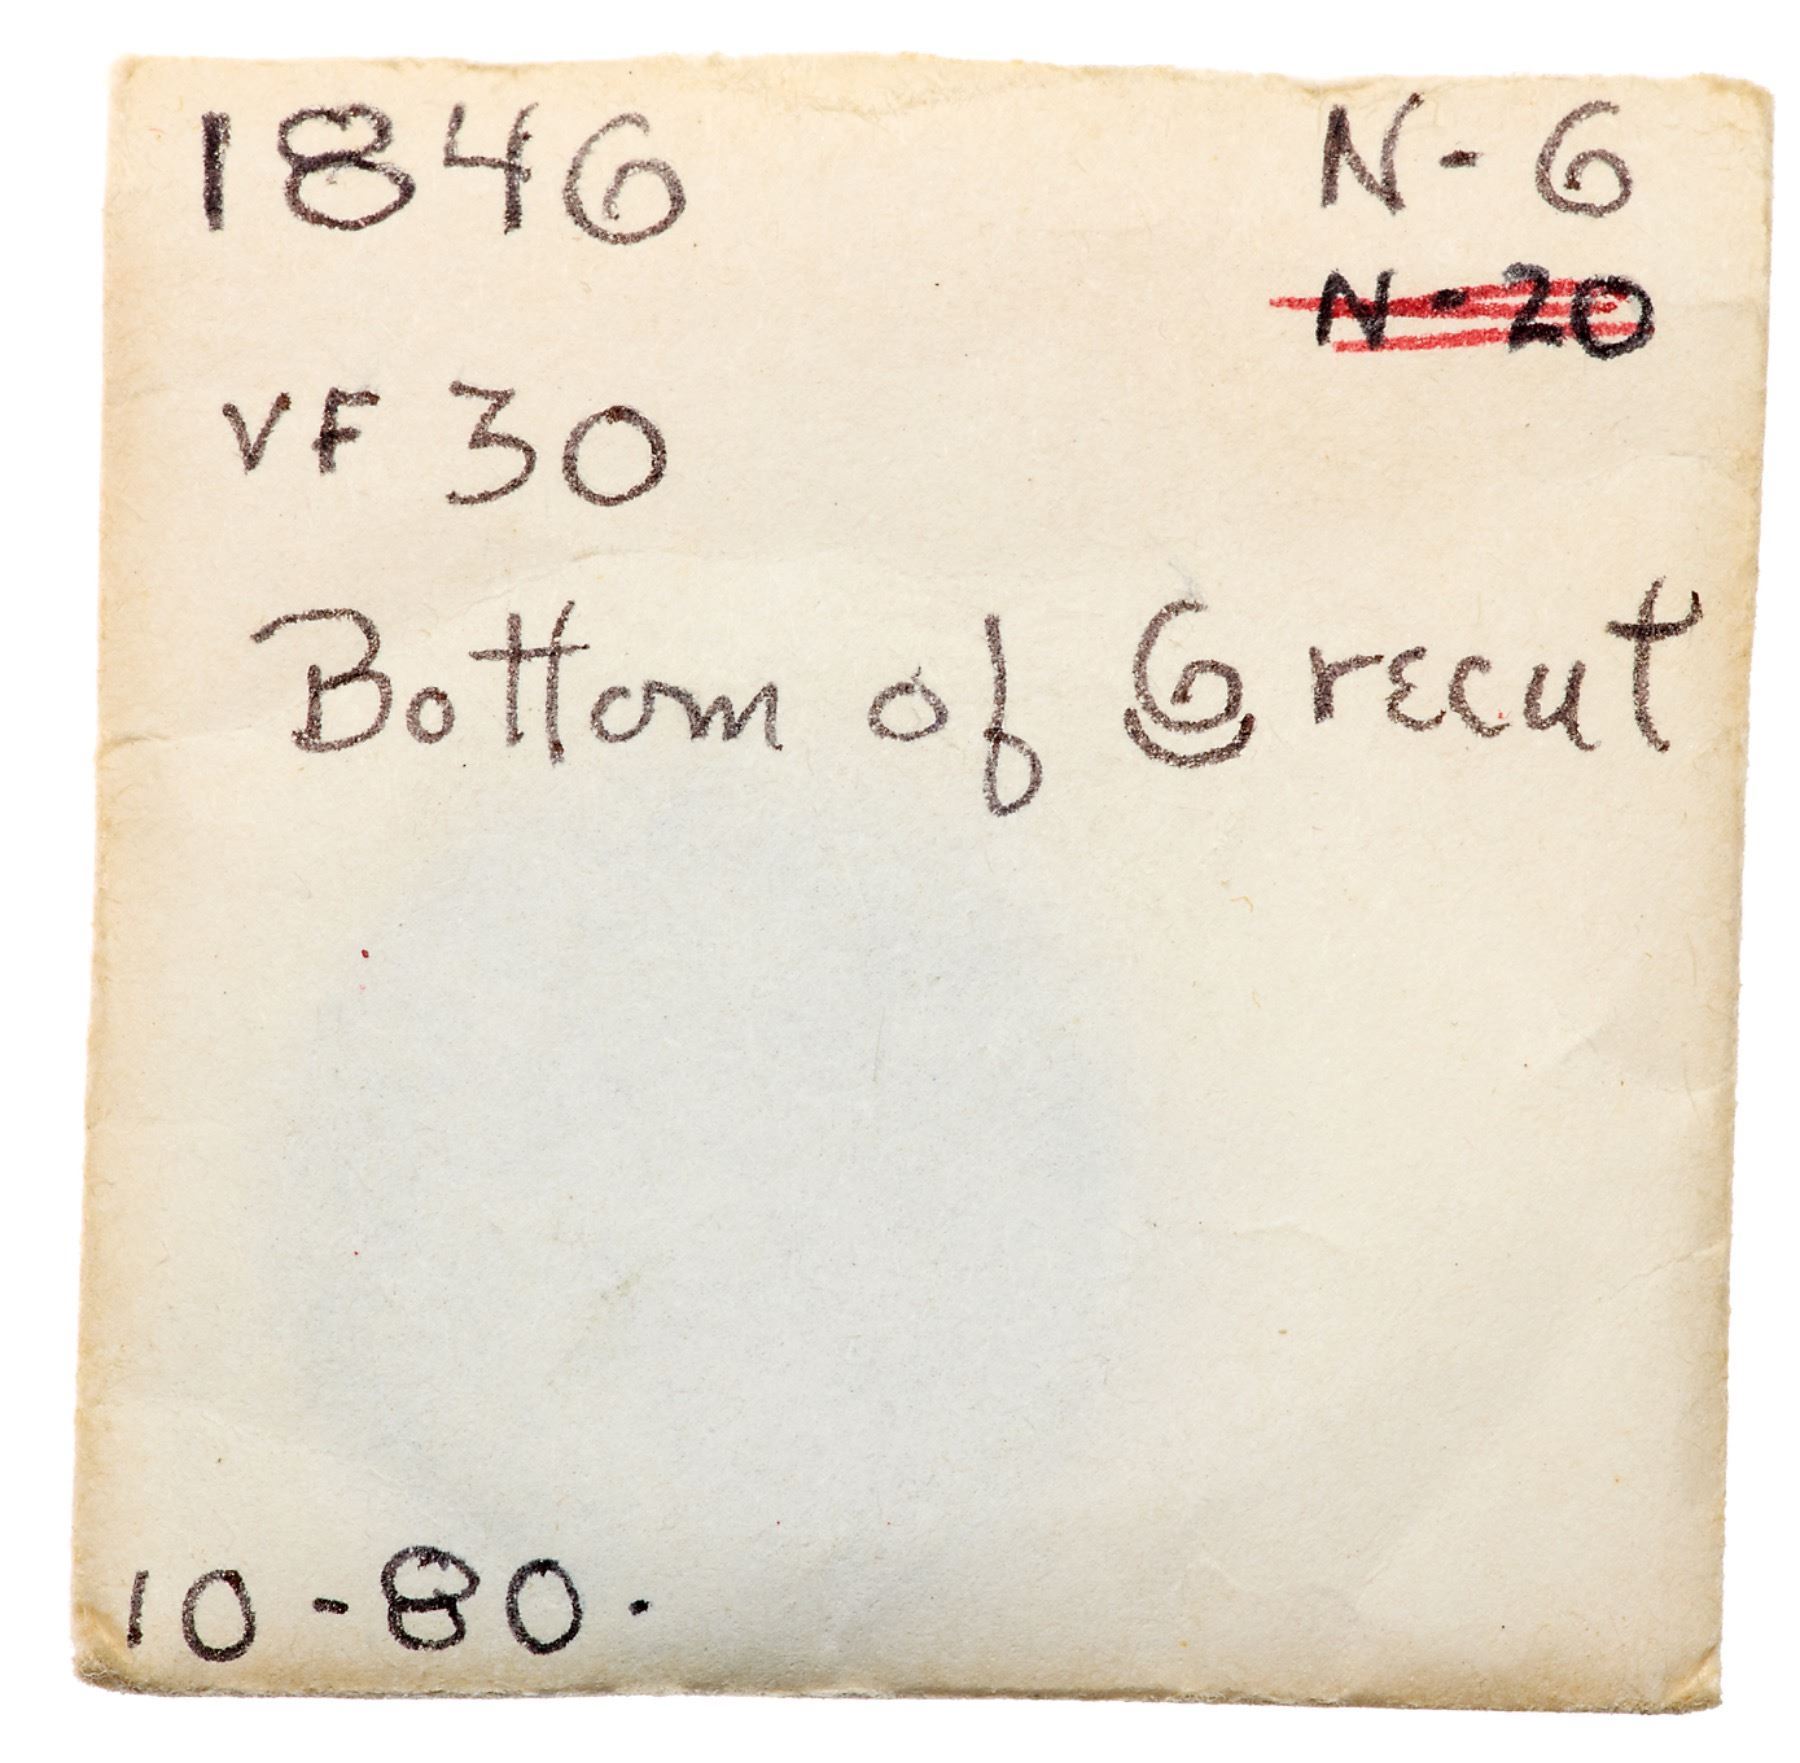 1846 N-6
N-20
VF 30
Bottom of 6 recut
10-80.